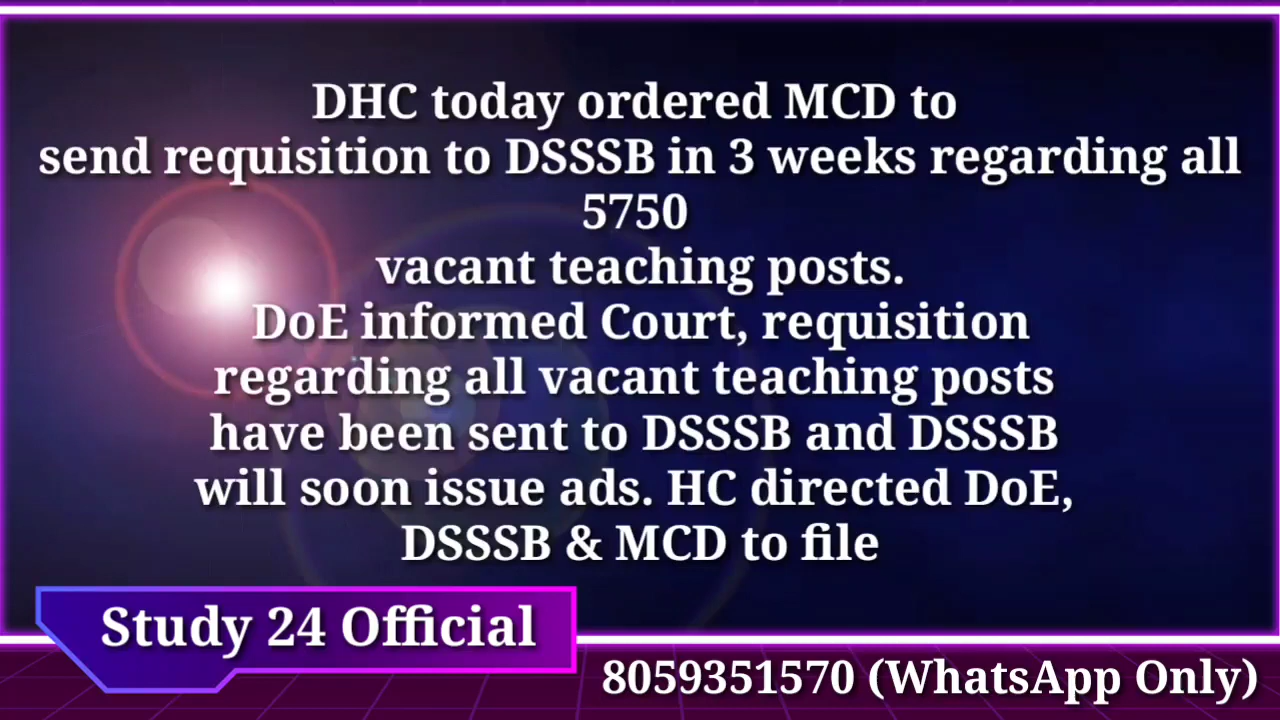 DHC today ordered MCD to
send requisition to DSSSB in 3 weeks regarding all
5750
vacant teaching posts.
DoE informed Court, requisition
regarding all vacant teaching posts
have been sent to DSSSB and DSSSB
will soon issue ads. HC directed DoE,
DSSSB & MCD to file
Study 24 Official
8059351570 (WhatsApp Only)